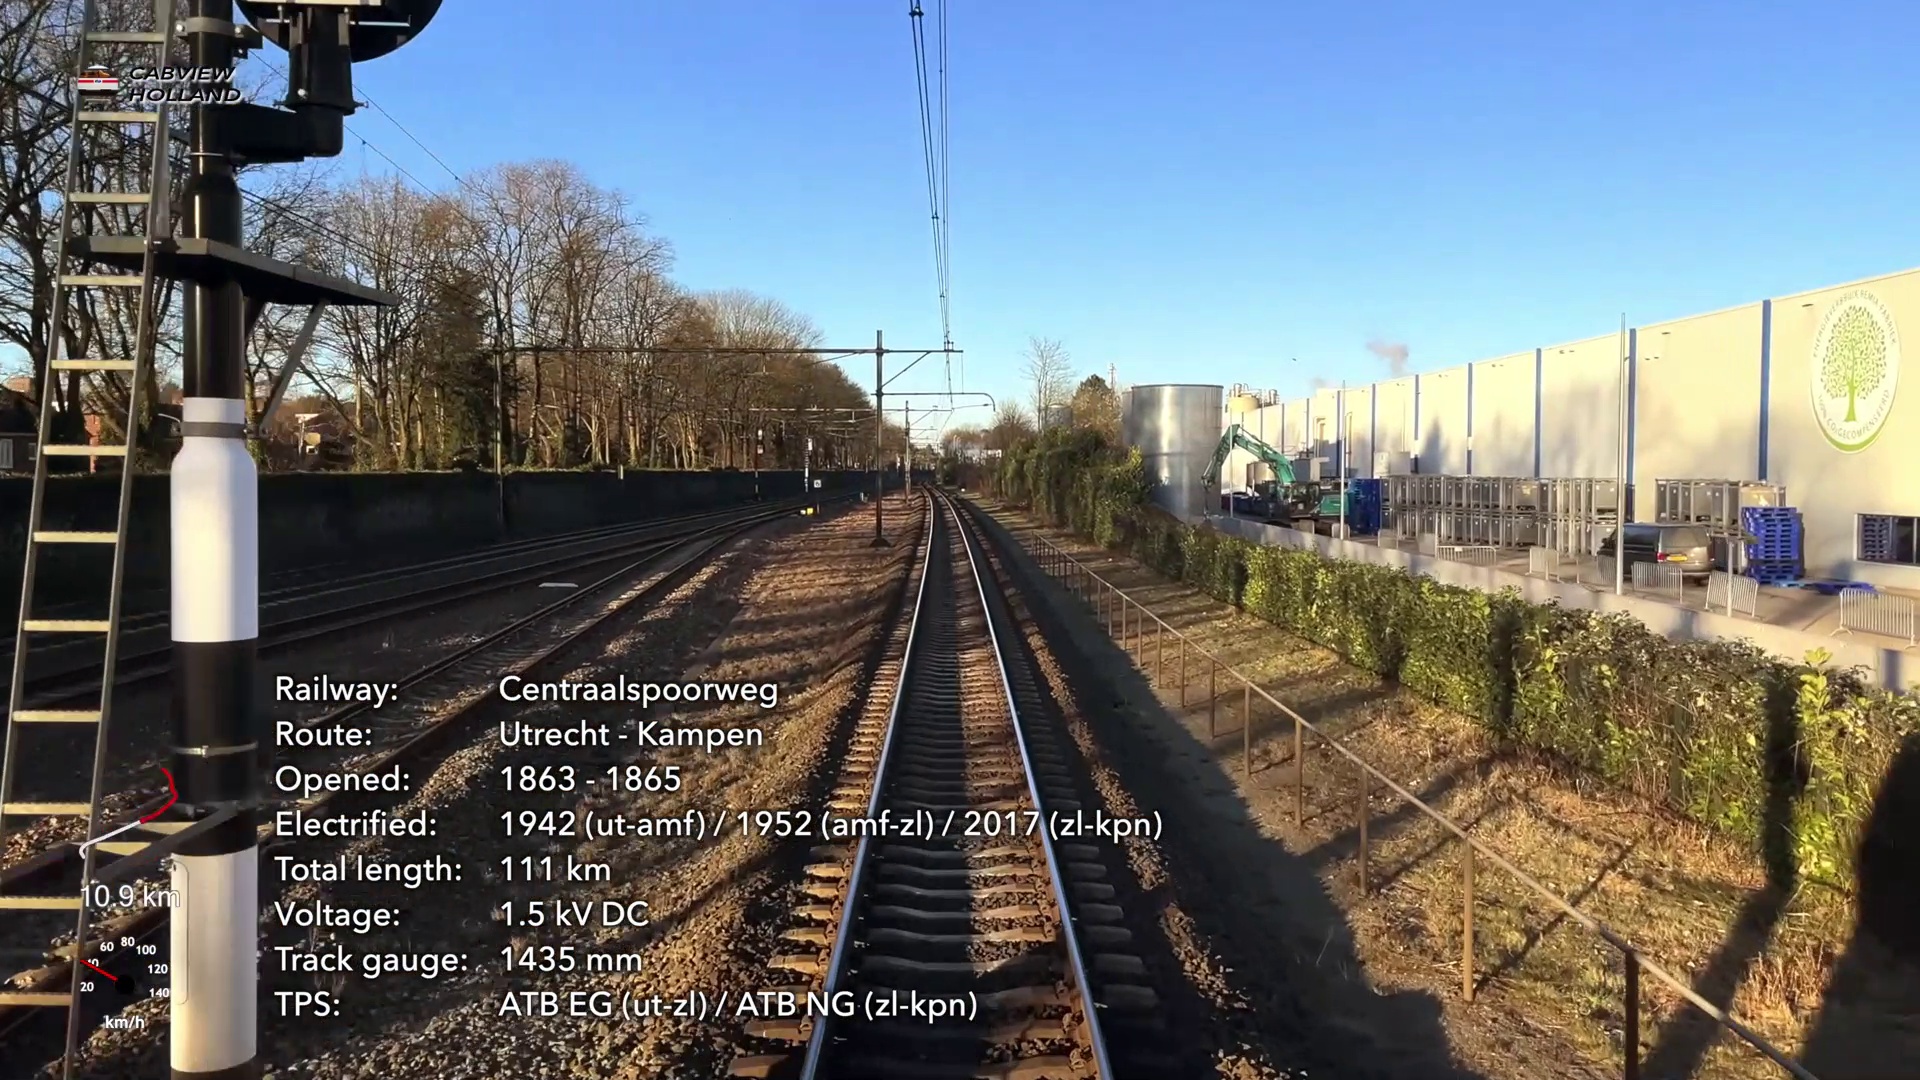 CABVIEW
HOLLAND
Railway: Centraalspoorweg
Route: Utrecht - Kampen
Opened: 1863 - 1865
Electrified: 1942 (ut-amf) / 1952 (amf-zl) / 2017 (zl-kpn)
Total length: 111 km
Voltage: 1.5 kV DC
Track gauge: 1435 mm
TPS: ATB EG (ut-zl) / ATB NG (zl-kpn)
10.9 km
20 40 60 80 100 120 140
km/h